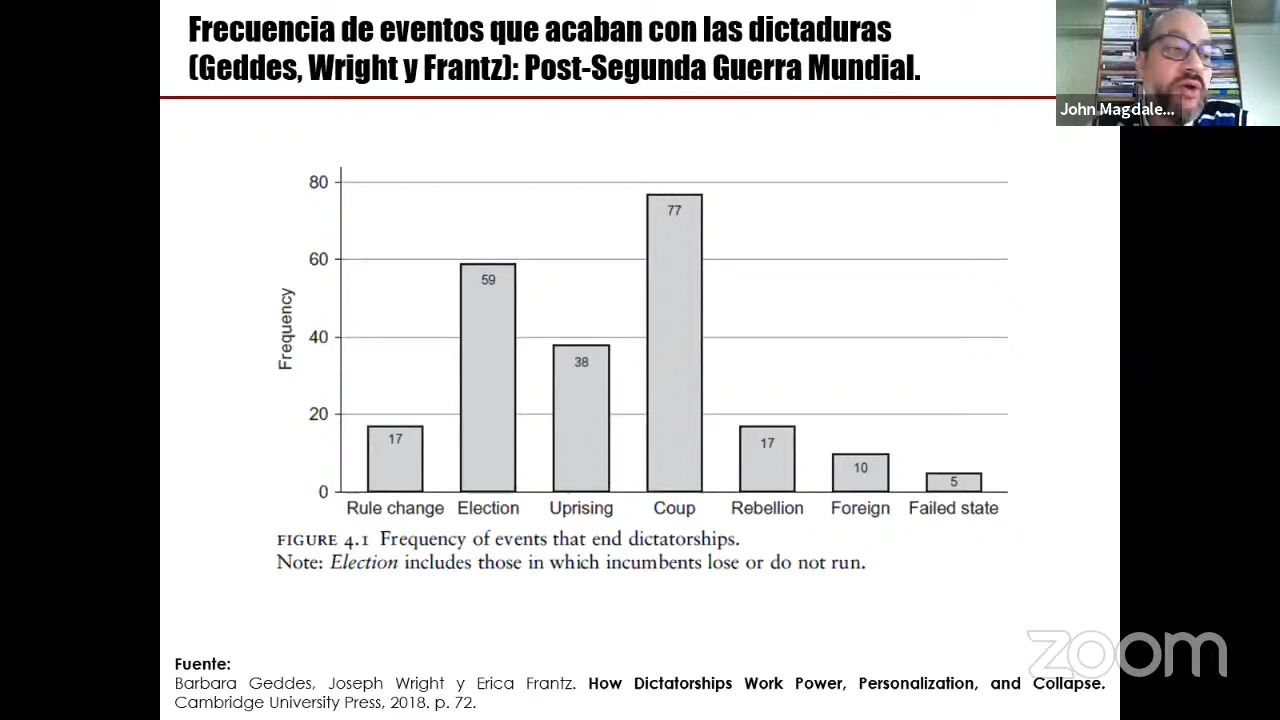 Frecuencia de eventos que acaban con las dictaduras
(Geddes, Wright y Frantz): Post-Segunda Guerra Mundial.
John Magdale...
Frequency
80
60
40
20
0
17
59
38
77
17
10
5
Rule change Election Uprising Coup Rebellion Foreign Failed state
FIGURE 4.1 Frequency of events that end dictatorships.
Note: Election includes those in which incumbents lose or do not run.
zoom
Fuente:
Barbara Geddes, Joseph Wright y Erica Frantz. How Dictatorships Work Power, Personalization, and Collapse.
Cambridge University Press, 2018. p. 72.